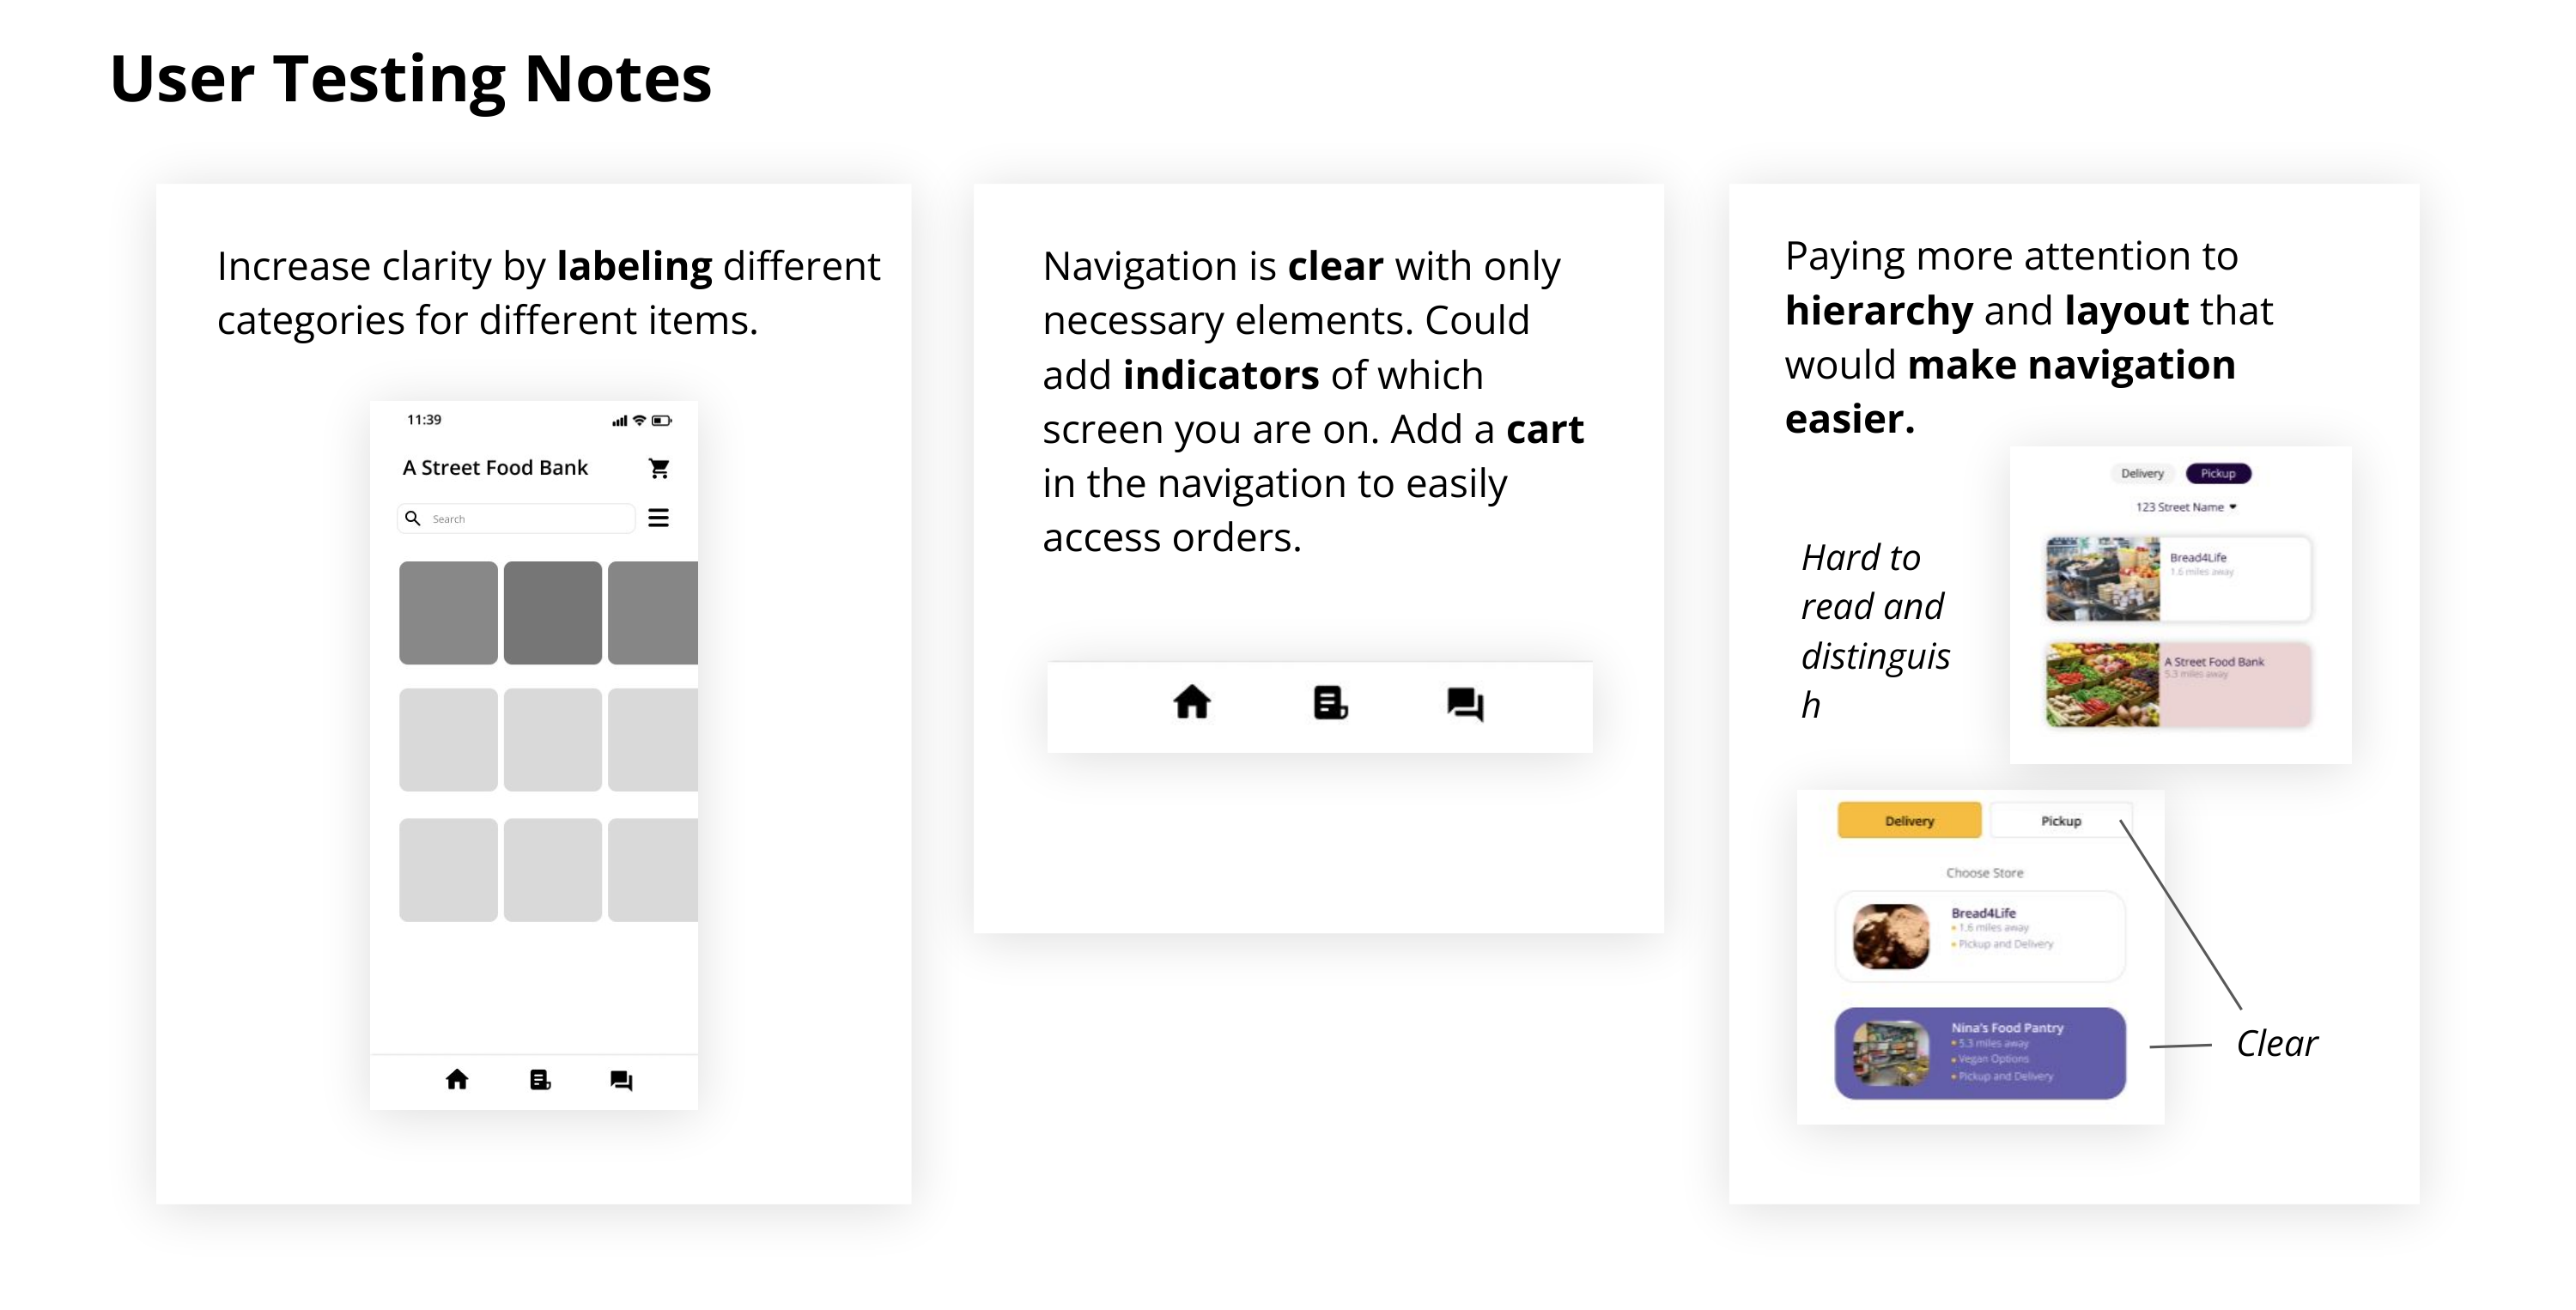 User Testing Notes
Increase clarity by labeling different
categories for different items.
11:39
A Street Food Bank
Search
Navigation is clear with only
necessary elements. Could
add indicators of which
screen you are on. Add a cart
in the navigation to easily
access orders.
Paying more attention to
hierarchy and layout that
would make navigation
easier.
Hard to
read and
distinguis
h
Delivery Pickup
123 Street Name
Bread4Life
1.6 miles away
A Street Food Bank
5.3 miles away
Delivery Pickup
Choose Store
Bread4Life
1.6 miles away
Pickup and Delivery
Nina's Food Pantry
5.3 miles away
Vegan Options
Pickup and Delivery
Clear